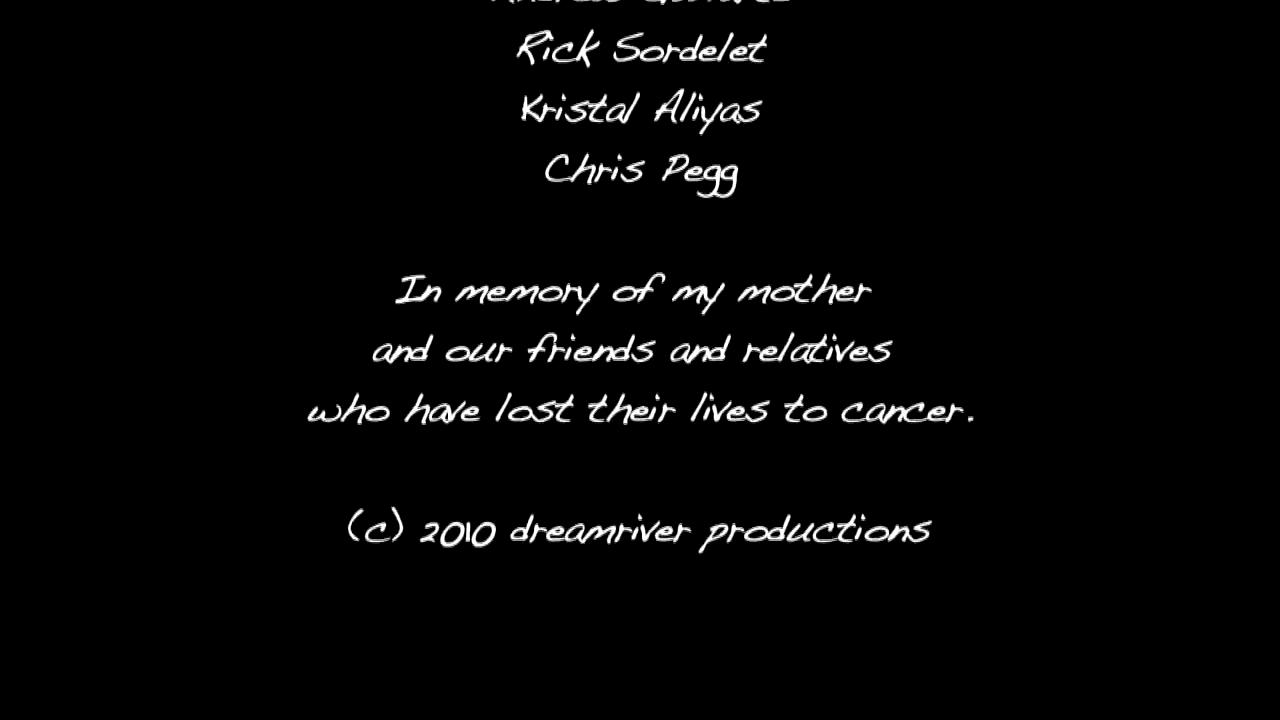 Rick Sordelet
Kristal Aliyas
Chris Pegg
In memory of my mother
and our friends and relatives
who have lost their lives to cancer.
(c) 2010 dreamriver productions